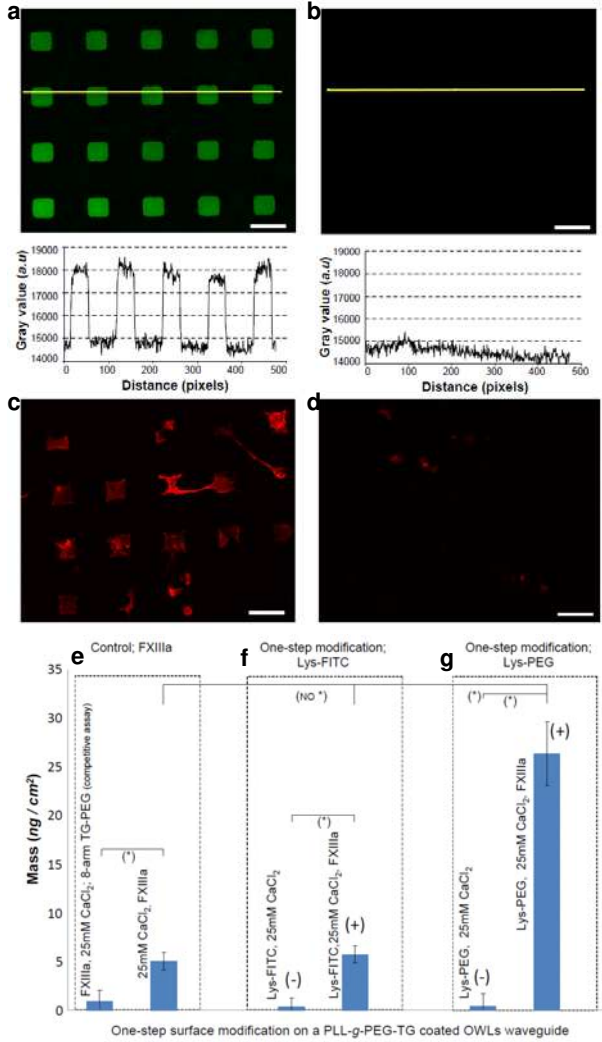 a
b
Gray value (a.u)
19000
18000
17000
16000
15000
14000
0 100 200 300 400 500
Distance (pixels)
Gray value (a.u)
19000
18000
17000
16000
15000
14000
0 100 200 300 400 500
Distance (pixels)
c
d
Control; FXIIIa
One-step modification;
Lys-FITC
One-step modification;
Lys-PEG
e
f
g
Mass (ng / cm²)
35
30
25
20
15
10
5
0
FXIIIa, 25mM CaCl2; 8-arm TG-PEG (competitive assay)
25mM CaCl2, FXIIIa
(*)
Lys-FITC, 25mM CaCl2
Lys-FITC, 25mM CaCl2, FXIIIa
(*)
(NO *)
(-)
(+)
Lys-PEG, 25mM CaCl2
Lys-PEG, 25mM CaCl2, FXIIIa
(*)
(*)
(-)
(+)
One-step surface modification on a PLL-g-PEG-TG coated OWLs waveguide